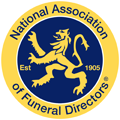 National Association
Est 1905
of Funeral Directors®